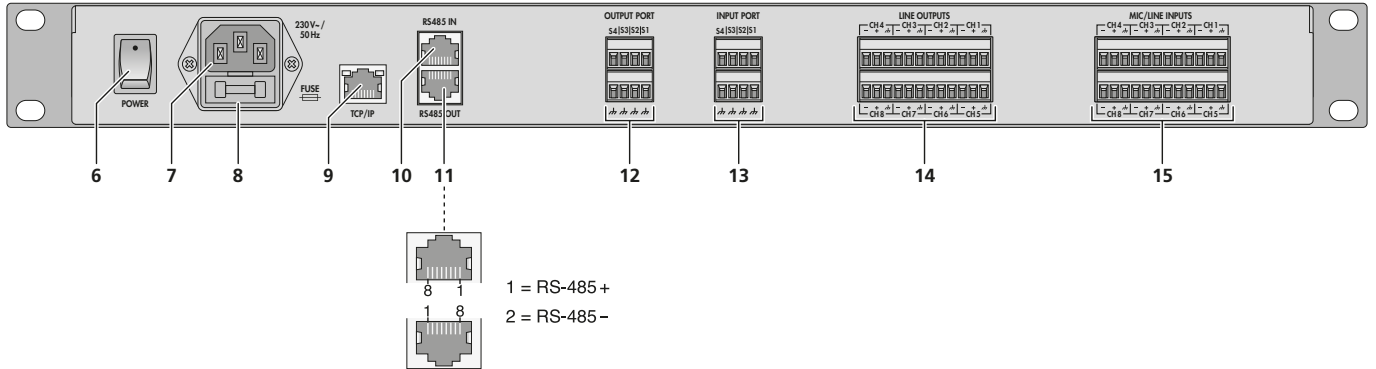 RS485 IN
OUTPUT PORT
INPUT PORT
LINE OUTPUTS
MIC/LINE INPUTS
230 V~ /
50 Hz
S4|S3|S2|S1
S4|S3|S2|S1
CH 4 CH 3 CH 2 CH 1
− + − + − + − +
CH 4 CH 3 CH 2 CH 1
− + − + − + − +
POWER
FUSE
TCP/IP
RS485 OUT
− + − + − + − +
CH 8 CH 7 CH 6 CH 5
− + − + − + − +
CH 8 CH 7 CH 6 CH 5
6 7 8 9 10 11 12 13 14 15
8 1
1 = RS-485 +
1 8
2 = RS-485 −